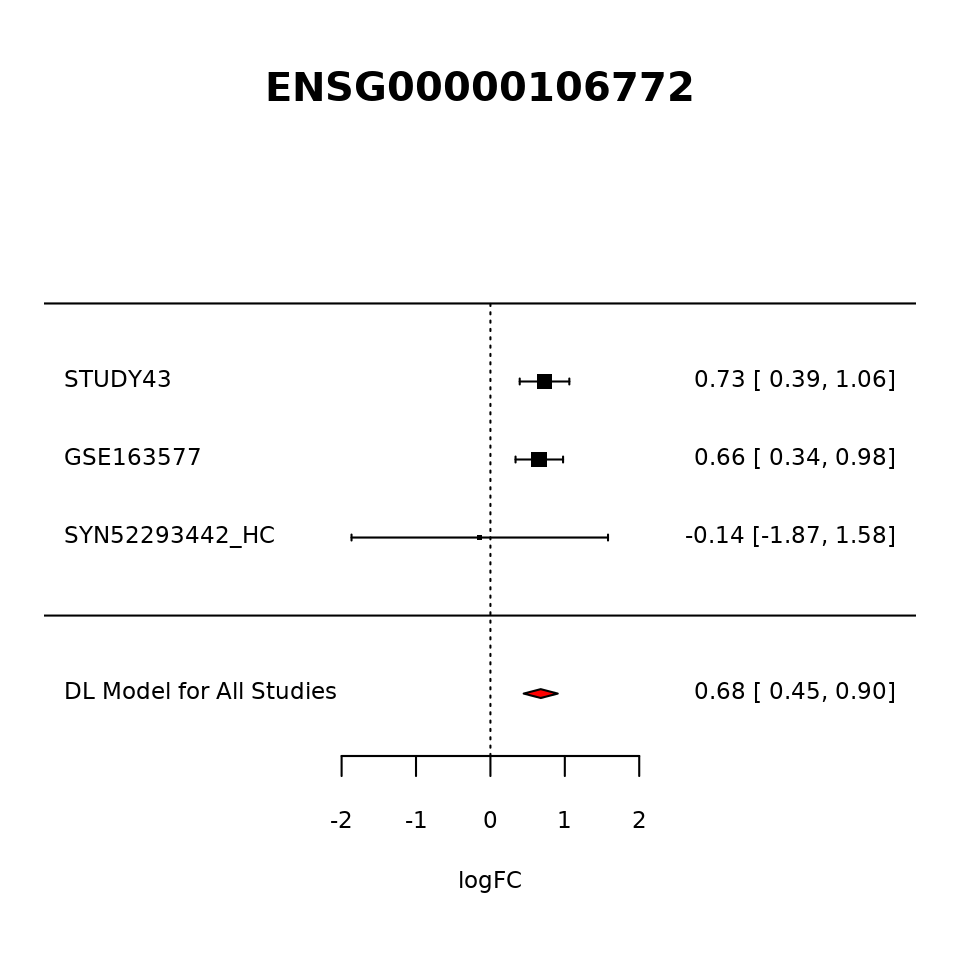 ENSG00000106772
STUDY43 0.73 [ 0.39, 1.06]
GSE163577 0.66 [ 0.34, 0.98]
SYN52293442_HC -0.14 [-1.87, 1.58]
DL Model for All Studies 0.68 [ 0.45, 0.90]
-2 -1 0 1 2
logFC